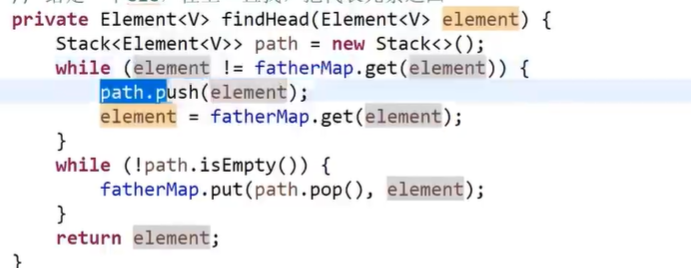 private Element<V> findHead(Element<V> element) {
Stack<Element<V>> path = new Stack<>();
while (element != fatherMap.get(element)) {
path.push(element);
element = fatherMap.get(element);
}
while (!path.isEmpty()) {
fatherMap.put(path.pop(), element);
}
return element;
}